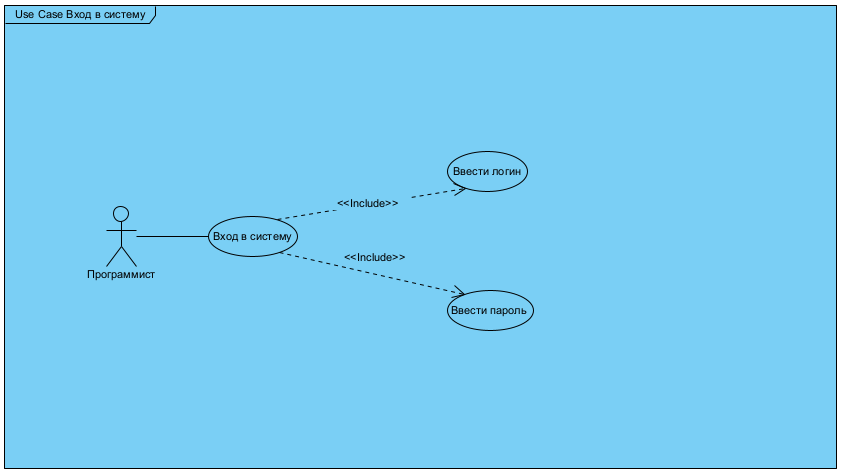 Use Case Вход в систему
Ввести логин
<<Include>>
Вход в систему
<<Include>>
Программист
Ввести пароль